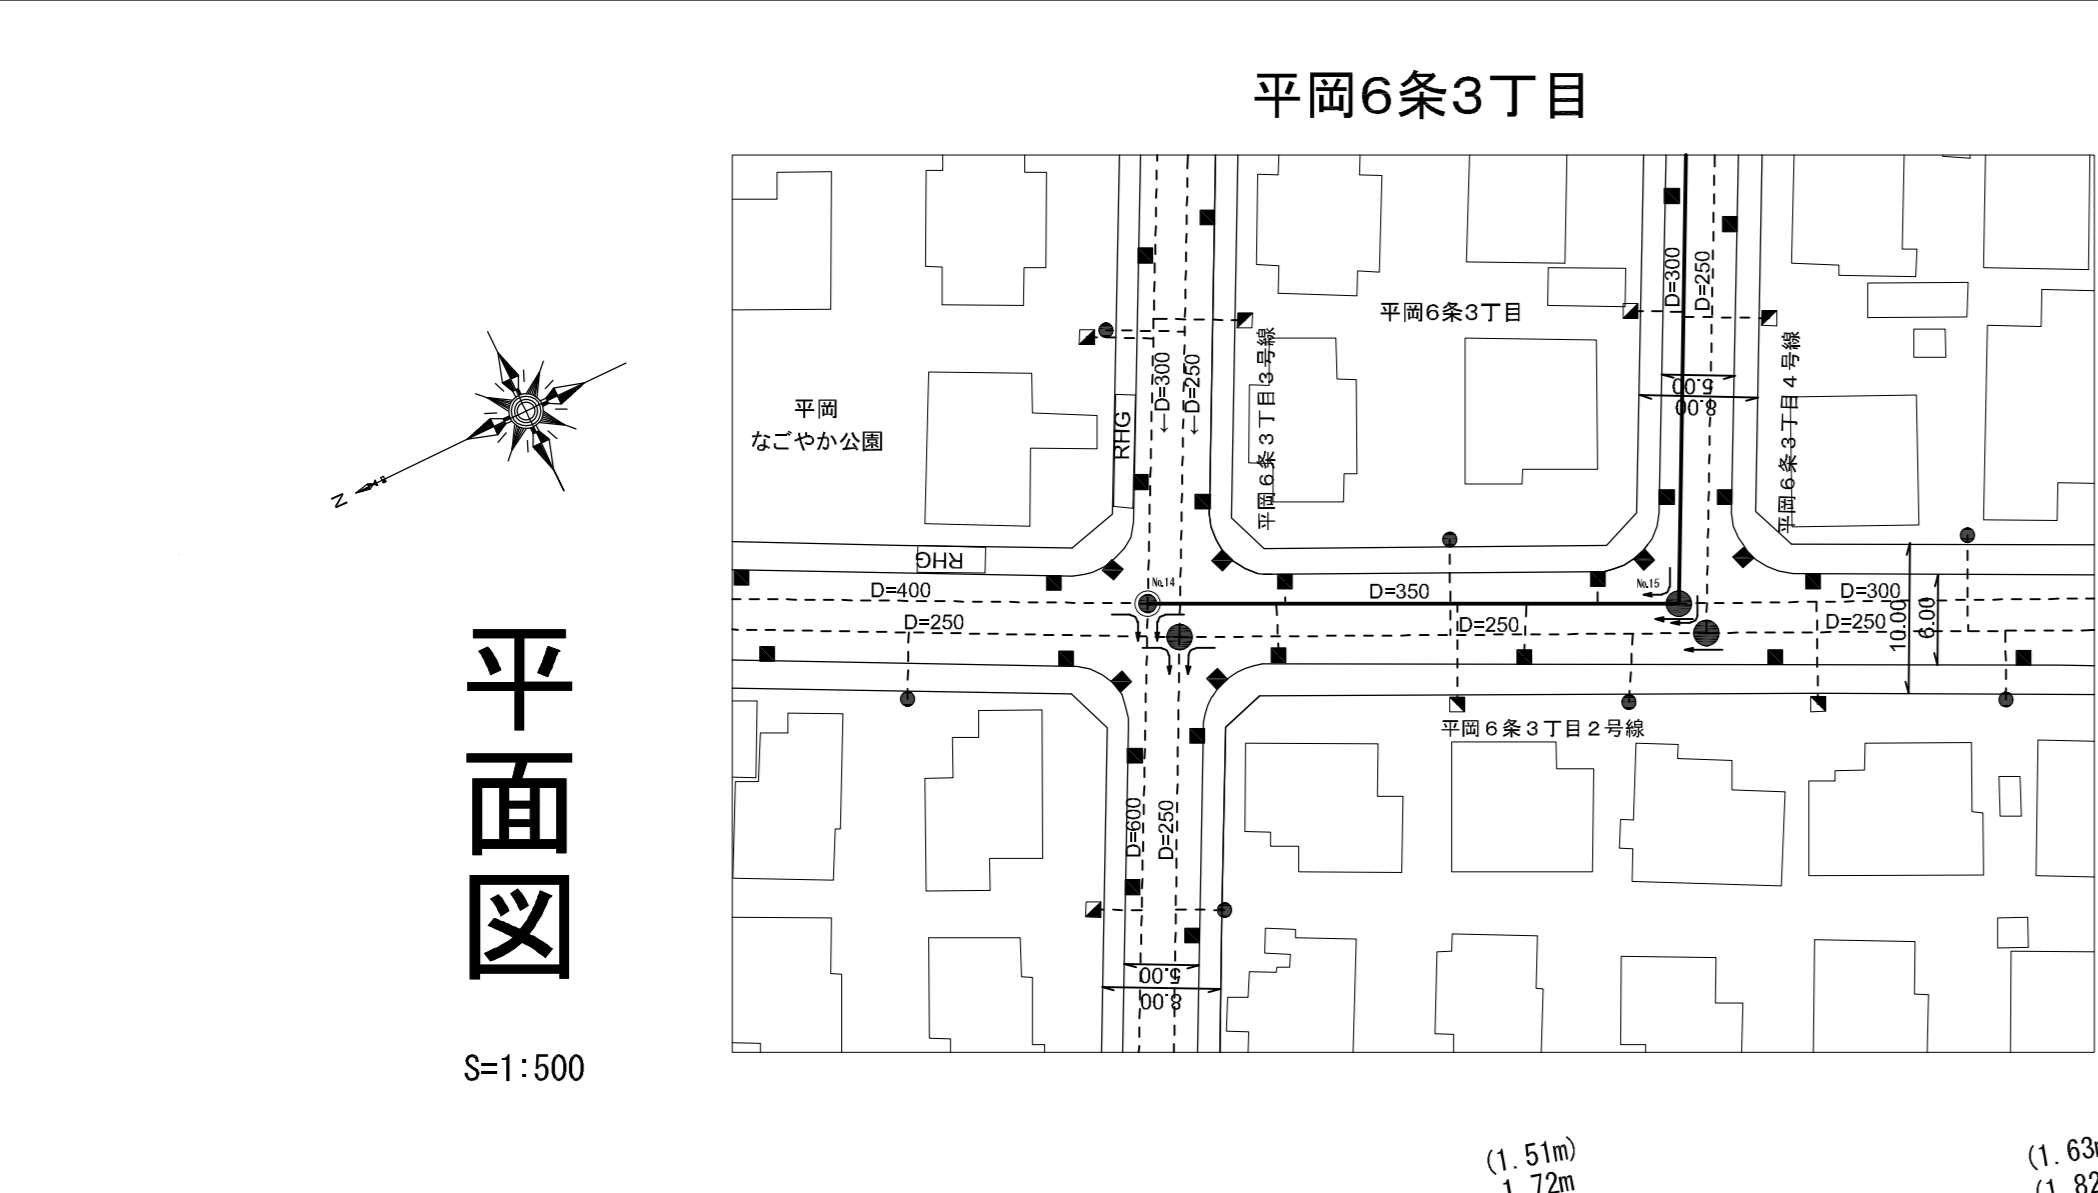 平岡6条3丁目
D=300
D=250
平岡6条3丁目
平岡6条3丁目3号線
平岡6条3丁目4号線
←D=300
←D=250
5.00
8.00
平岡
なごやか公園
RHG
N
RHG
D=400
No.14
D=350
No.15
D=300
D=250
D=250
D=250
10.00
6.00
平岡6条3丁目2号線
D=600
D=250
5.00
8.00
平面図
S=1:500
(1.51m)
1.72m
(1.63
(1.82